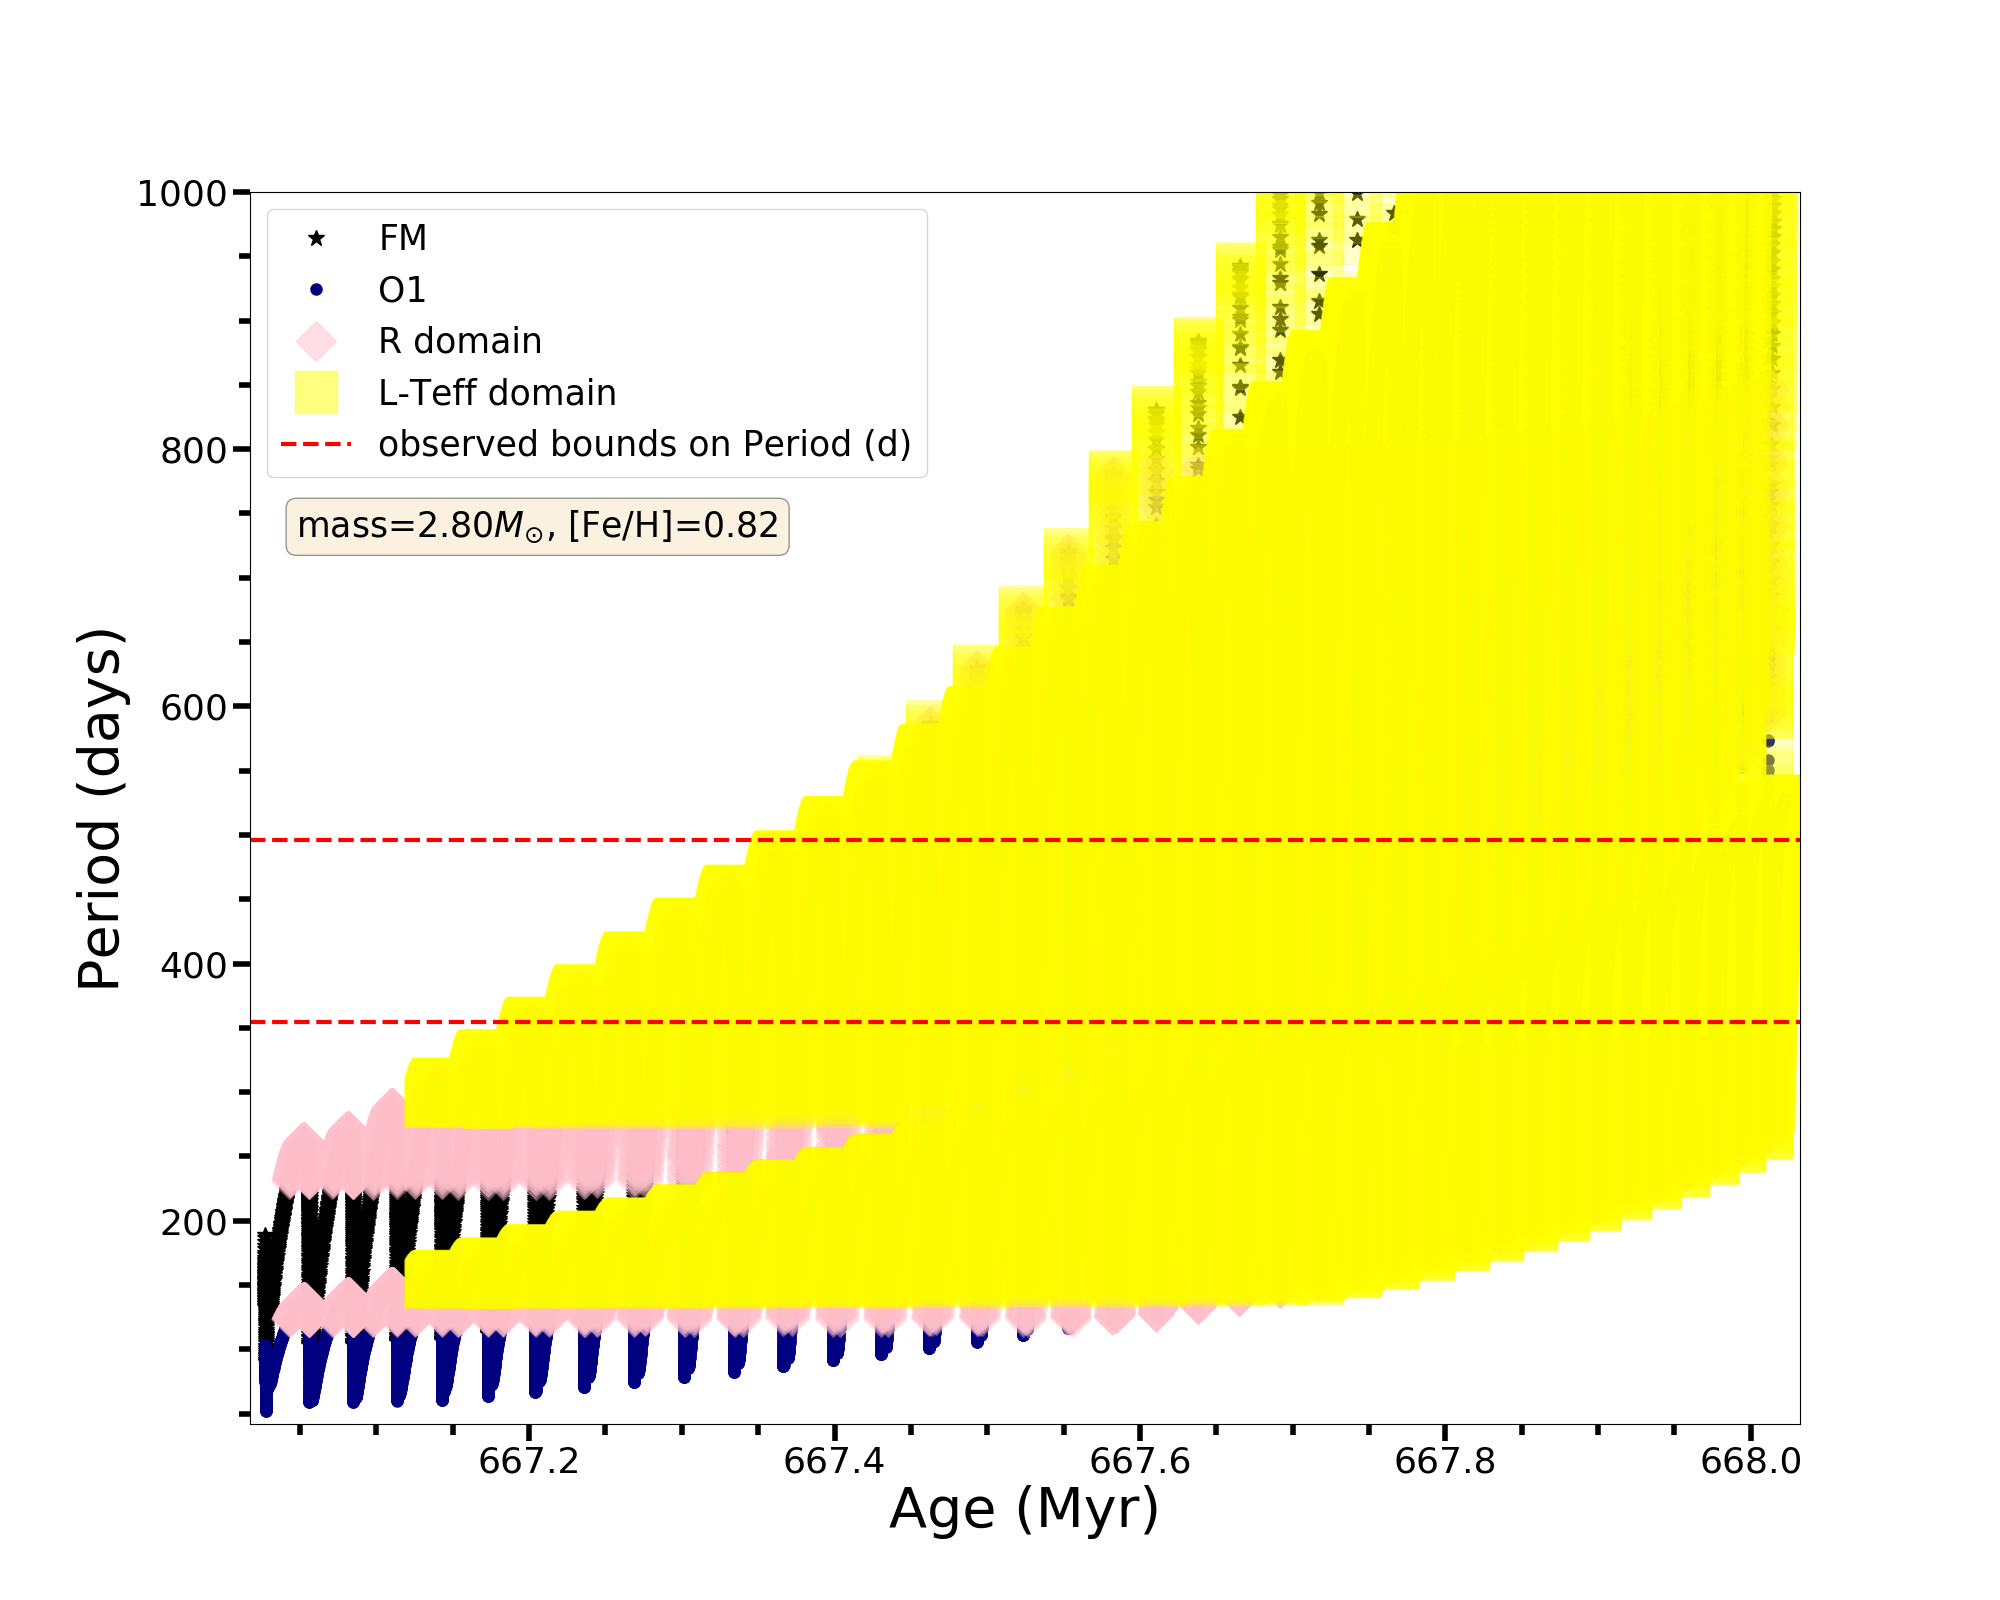 1000
800
600
400
200
Period (days)
FM
O1
R domain
L-Teff domain
observed bounds on Period (d)
mass=2.80M⊙, [Fe/H]=0.82
667.2 667.4 667.6 667.8 668.0
Age (Myr)